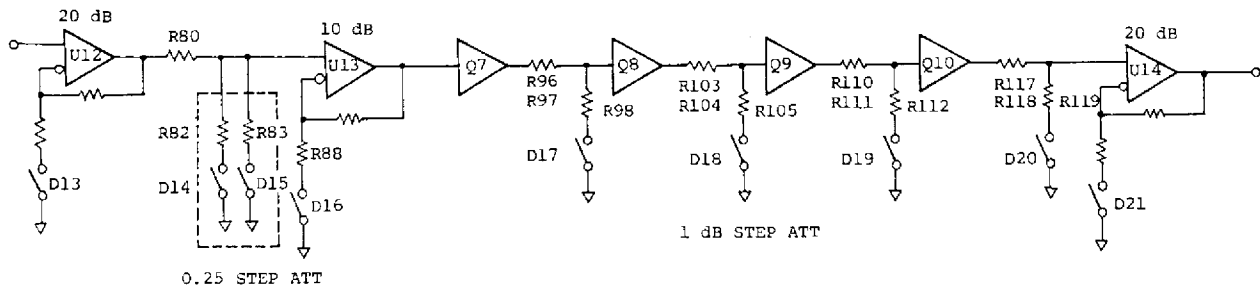 20 dB
R80
10 dB
20 dB
U12
U13
Q7
R96
R97
Q8
R103
R104
Q9
R110
R111
Q10
R117
R118
U14
R82
R83
R88
R98
R105
R112
R119
D13
D14
D15
D16
D17
D18
D19
D20
D21
1 dB STEP ATT
0.25 STEP ATT